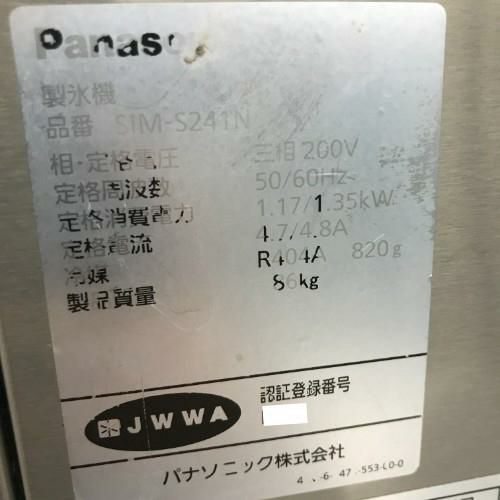 Panaso
製氷機
品番 SIM-S241N
相・定格電圧 三相 200V
定格周波数 50/60Hz
定格消費電力 1.17/1.35kW
定格電流 4.7/4.8A
冷媒 R404A 820g
製品質量 86kg
JWWA
認証登録番号
パナソニック株式会社